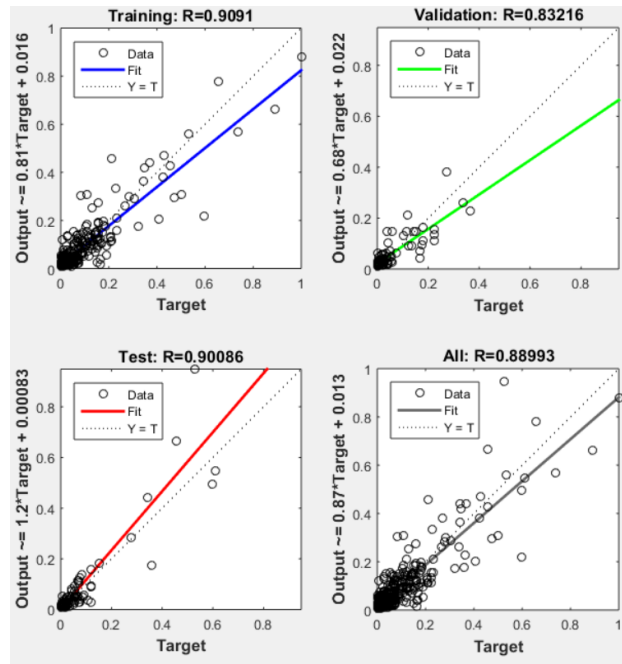 Training: R=0.9091
Output ~= 0.81*Target + 0.016
1
0.8
0.6
0.4
0.2
0
Data
Fit
Y = T
0 0.2 0.4 0.6 0.8 1
Target
Validation: R=0.83216
Output ~= 0.68*Target + 0.022
0.8
0.6
0.4
0.2
0
Data
Fit
Y = T
0 0.2 0.4 0.6 0.8
Target
Test: R=0.90086
Output ~= 1.2*Target + 0.00083
0.8
0.6
0.4
0.2
0
Data
Fit
Y = T
0 0.2 0.4 0.6 0.8
Target
All: R=0.88993
Output ~= 0.87*Target + 0.013
1
0.8
0.6
0.4
0.2
0
Data
Fit
Y = T
0 0.2 0.4 0.6 0.8 1
Target